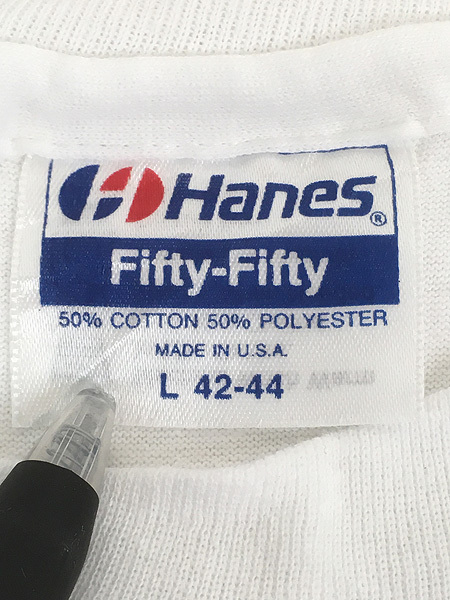 Hanes®
Fifty-Fifty
50% COTTON 50% POLYESTER
MADE IN U.S.A.
L 42-44